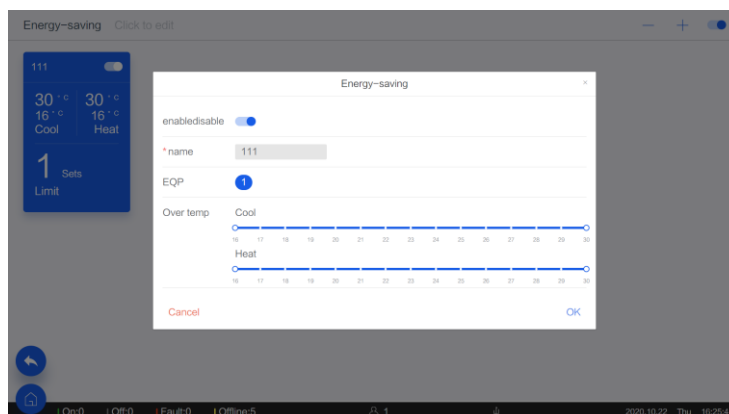 Energy-saving Click to edit
111
30 °C 30 °C
16 °C 16 °C
Cool Heat
1 Sets
Limit
Energy-saving ×
enabledisable
*name 111
EQP 1
Over temp Cool
16 17 18 19 20 21 22 23 24 25 26 27 28 29 30
Heat
16 17 18 19 20 21 22 23 24 25 26 27 28 29 30
Cancel OK
On:0 Off:0 Fault:0 Offline:5 1 2020.10.22 Thu 10:25:4